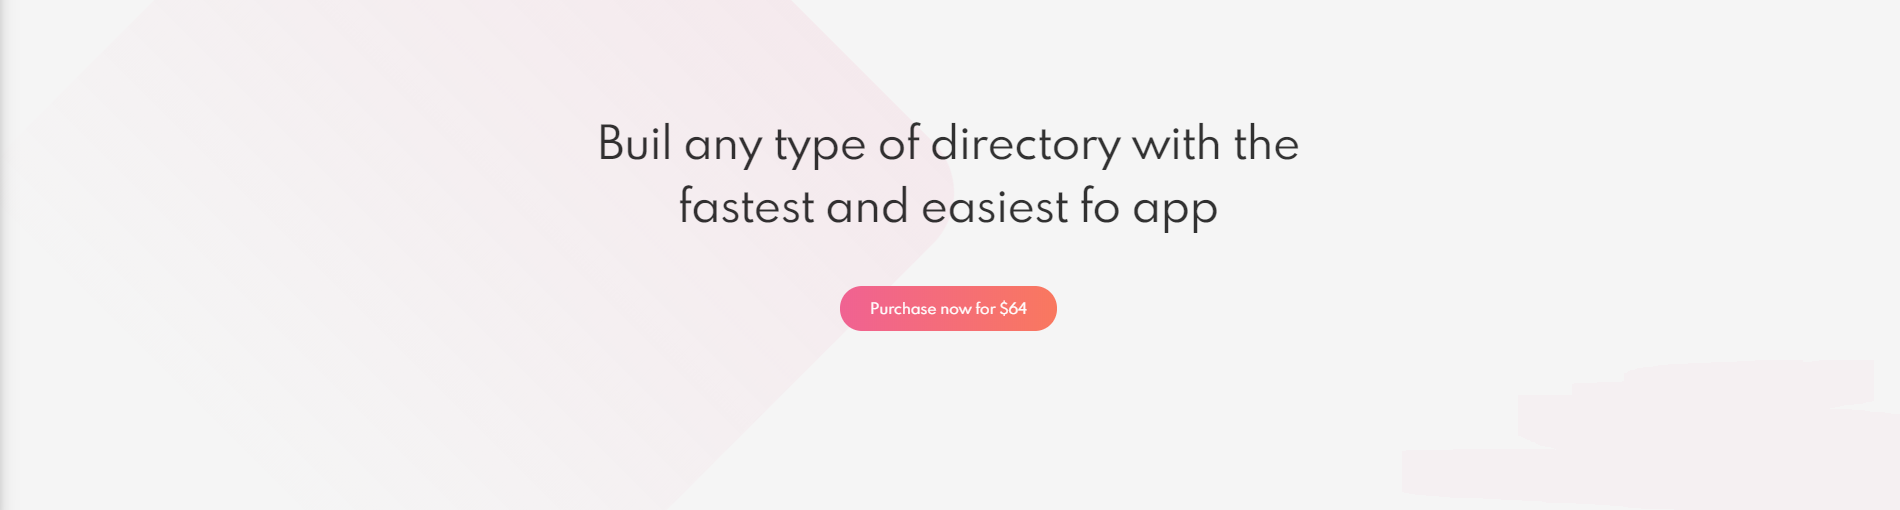 Buil any type of directory with the
fastest and easiest fo app
Purchase now for $64